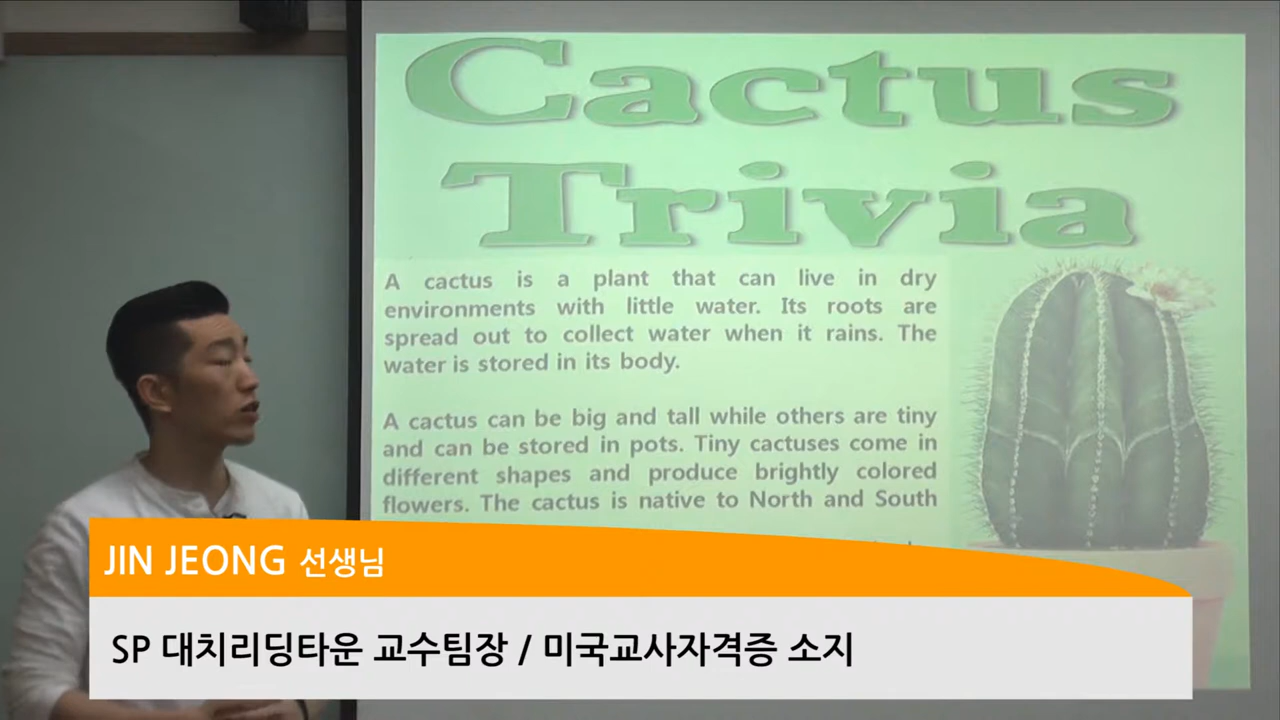 Cactus
Trivia
A cactus is a plant that can live in dry
environments with little water. Its roots are
spread out to collect water when it rains. The
water is stored in its body.
A cactus can be big and tall while others are tiny
and can be stored in pots. Tiny cactuses come in
different shapes and produce brightly colored
flowers. The cactus is native to North and South
JIN JEONG 선생님
SP 대치리딩타운 교수팀장 / 미국교사자격증 소지